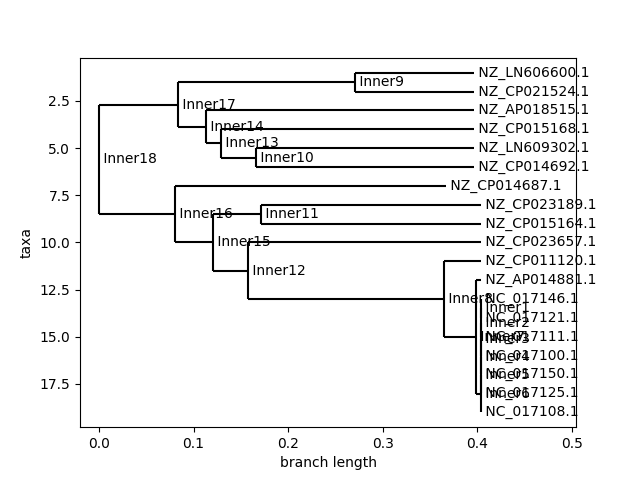 NZ_LN606600.1
Inner9
NZ_CP021524.1
Inner17
NZ_AP018515.1
Inner14
NZ_CP015168.1
Inner13
NZ_LN609302.1
Inner10
NZ_CP014692.1
Inner18
NZ_CP014687.1
NZ_CP023189.1
Inner16
Inner11
NZ_CP015164.1
Inner15
NZ_CP023657.1
NZ_CP011120.1
Inner12
NZ_AP014881.1
Inner8
NC_017146.1
Inner1
NC_017121.1
Inner2
NC_017111.1
Inner3
NC_017100.1
Inner4
NC_017150.1
Inner5
NC_017125.1
Inner6
NC_017108.1
2.5
5.0
7.5
10.0
12.5
15.0
17.5
taxa
0.0 0.1 0.2 0.3 0.4 0.5
branch length